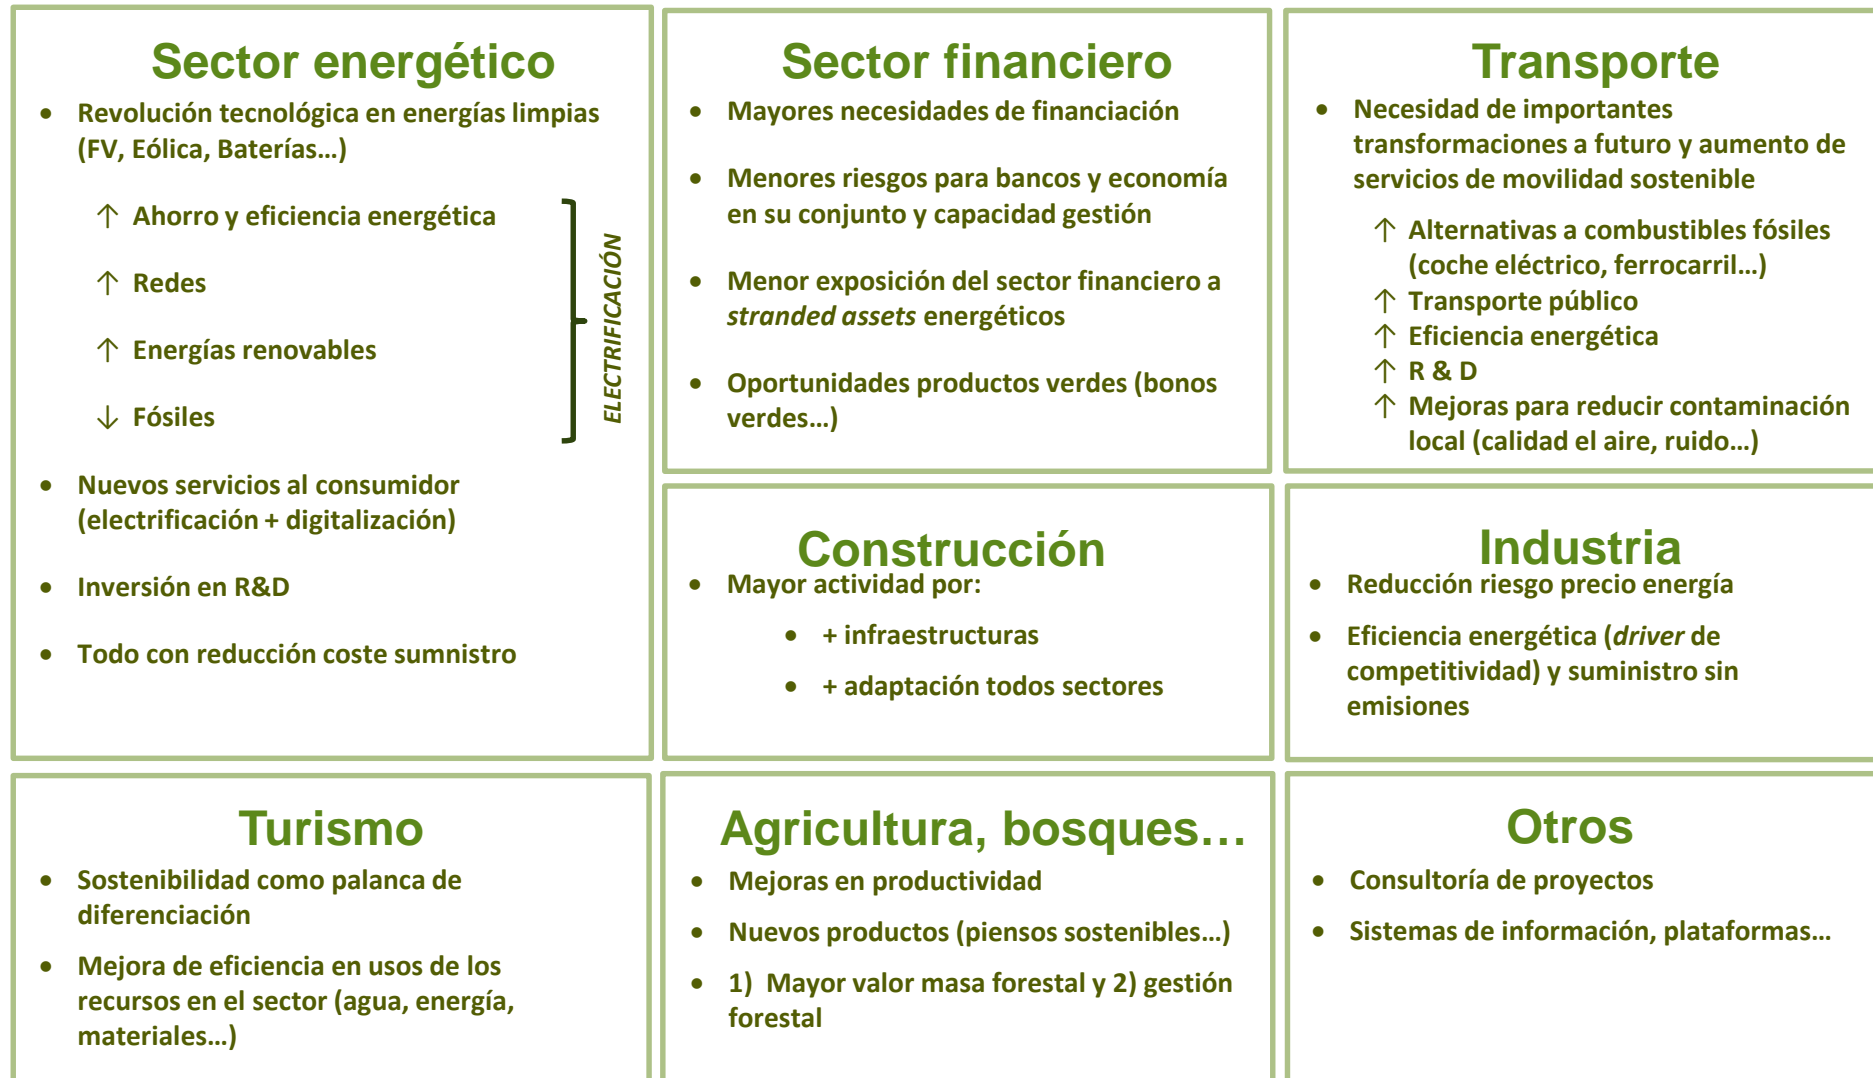 Sector energético
• Revolución tecnológica en energías limpias
(FV, Eólica, Baterías…)
↑ Ahorro y eficiencia energética
↑ Redes
↑ Energías renovables
↓ Fósiles
ELECTRIFICACIÓN
• Nuevos servicios al consumidor
(electrificación + digitalización)
• Inversión en R&D
• Todo con reducción coste sumnistro
Sector financiero
• Mayores necesidades de financiación
• Menores riesgos para bancos y economía
en su conjunto y capacidad gestión
• Menor exposición del sector financiero a
stranded assets energéticos
• Oportunidades productos verdes (bonos
verdes…)
Transporte
• Necesidad de importantes
transformaciones a futuro y aumento de
servicios de movilidad sostenible
↑ Alternativas a combustibles fósiles
(coche eléctrico, ferrocarril…)
↑ Transporte público
↑ Eficiencia energética
↑ R & D
↑ Mejoras para reducir contaminación
local (calidad el aire, ruido…)
Construcción
• Mayor actividad por:
• + infraestructuras
• + adaptación todos sectores
Industria
• Reducción riesgo precio energía
• Eficiencia energética (driver de
competitividad) y suministro sin
emisiones
Turismo
• Sostenibilidad como palanca de
diferenciación
• Mejora de eficiencia en usos de los
recursos en el sector (agua, energía,
materiales…)
Agricultura, bosques…
• Mejoras en productividad
• Nuevos productos (piensos sostenibles…)
• 1) Mayor valor masa forestal y 2) gestión
forestal
Otros
• Consultoría de proyectos
• Sistemas de información, plataformas…